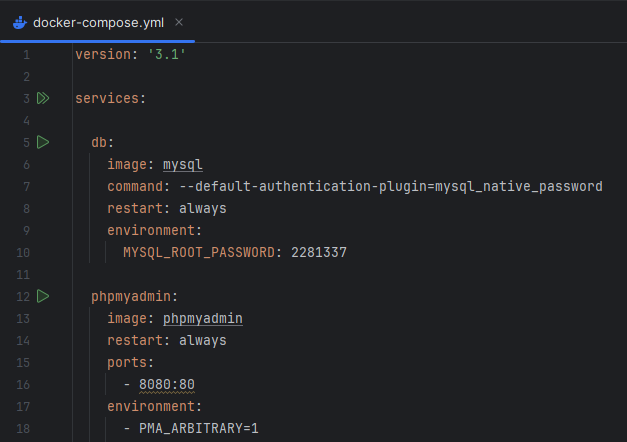 docker-compose.yml
1 version: '3.1'
2
3 services:
4
5   db:
6     image: mysql
7     command: --default-authentication-plugin=mysql_native_password
8     restart: always
9     environment:
10       MYSQL_ROOT_PASSWORD: 2281337
11
12   phpmyadmin:
13     image: phpmyadmin
14     restart: always
15     ports:
16       - 8080:80
17     environment:
18       - PMA_ARBITRARY=1